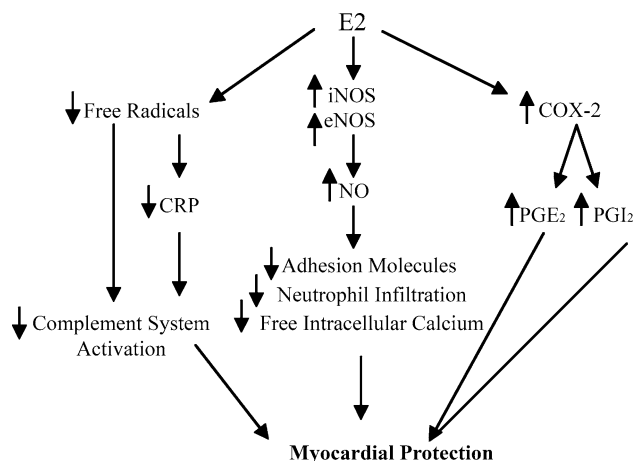 E2
Free Radicals
iNOS
eNOS
COX-2
NO
CRP
PGE₂
PGI₂
Adhesion Molecules
Neutrophil Infiltration
Free Intracellular Calcium
Complement System
Activation
Myocardial Protection